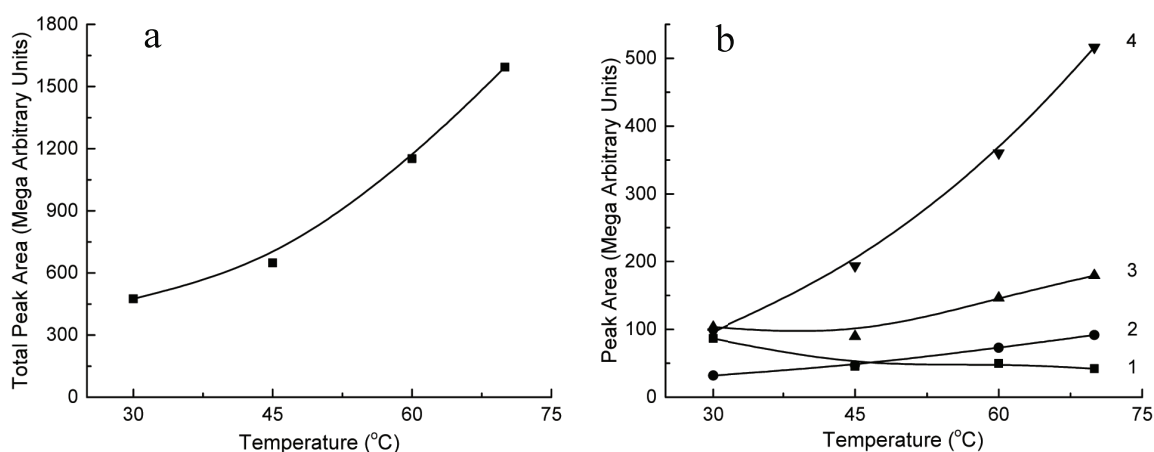 a
Total Peak Area (Mega Arbitrary Units)
1800
1500
1200
900
600
300
0
30 45 60 75
Temperature (°C)
b
Peak Area (Mega Arbitrary Units)
500
400
300
200
100
0
4
3
2
1
30 45 60 75
Temperature (°C)